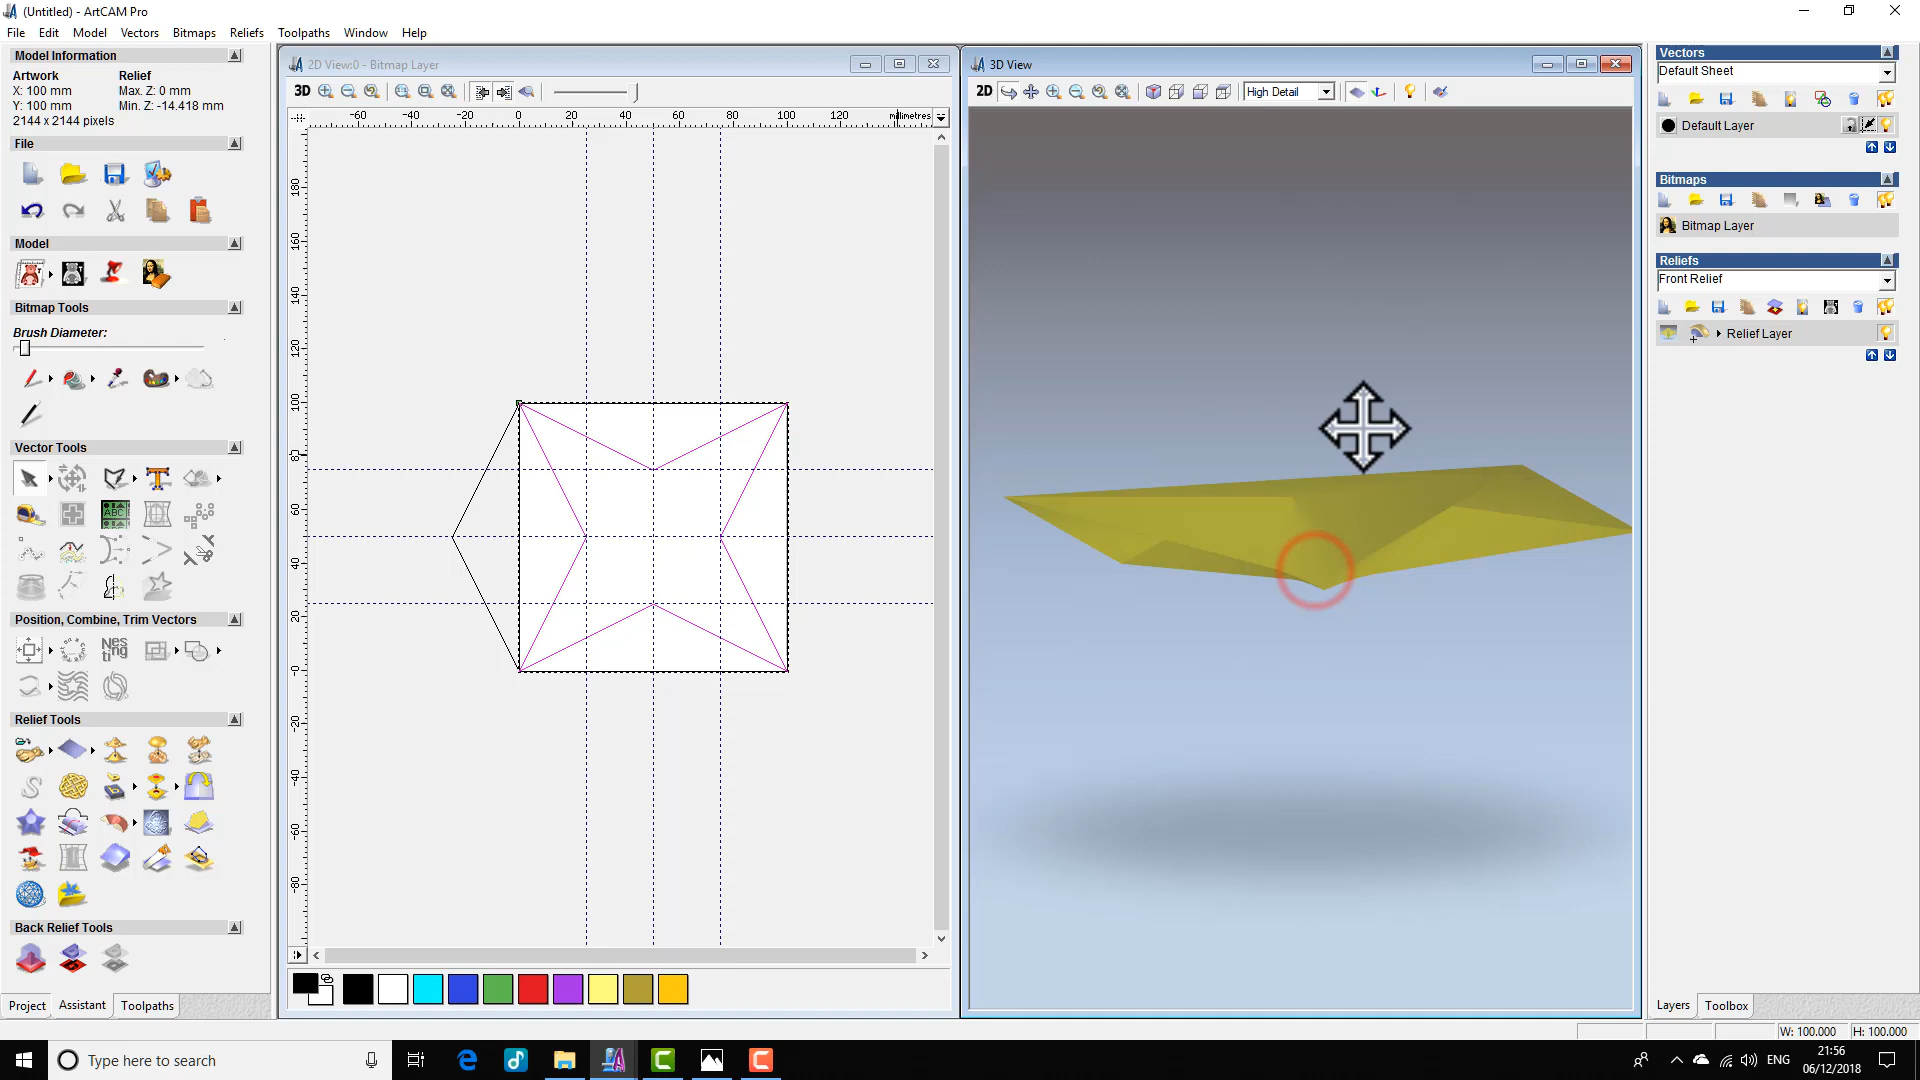 (Untitled) - ArtCAM Pro
File Edit Model Vectors Bitmaps Reliefs Toolpaths Window Help
Model Information
Artwork Relief
X: 100 mm Max. Z: 0 mm
Y: 100 mm Min. Z: -14.418 mm
2144 x 2144 pixels
File
Model
Bitmap Tools
Brush Diameter:
Vector Tools
ABC
Position, Combine, Trim Vectors
Nes
ti
Relief Tools
Back Relief Tools
Project Assistant Toolpaths
2D View:0 - Bitmap Layer
3D
-60 -40 -20 0 20 40 60 80 100 120 millimetres
180
160
140
120
100
80
60
40
20
-0
-20
-40
-60
-80
3D View
2D High Detail
Vectors
Default Sheet
Default Layer
Bitmaps
Bitmap Layer
Reliefs
Front Relief
Relief Layer
Layers Toolbox
W: 100.000 H: 100.000
Type here to search
ENG
21:56
06/12/2018